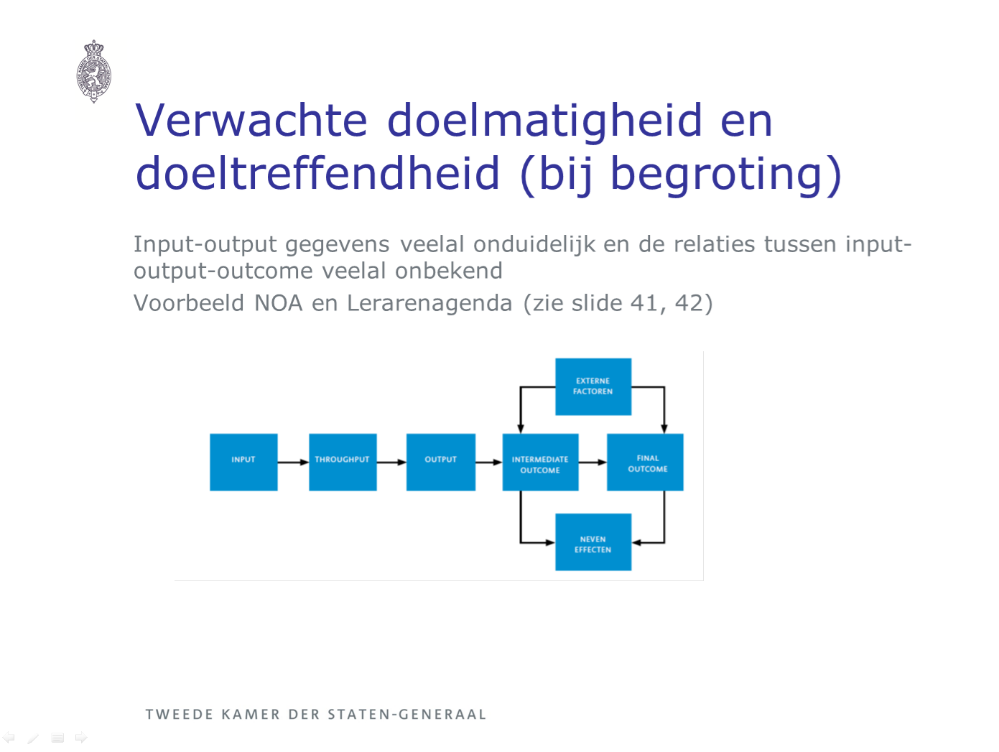 Verwachte doelmatigheid en
doeltreffendheid (bij begroting)
Input-output gegevens veelal onduidelijk en de relaties tussen input-
output-outcome veelal onbekend
Voorbeeld NOA en Lerarenagenda (zie slide 41, 42)
EXTERNE
FACTOREN
INPUT
THROUGHPUT
OUTPUT
INTERMEDIATE
OUTCOME
FINAL
OUTCOME
NEVEN
EFFECTEN
TWEEDE KAMER DER STATEN-GENERAAL